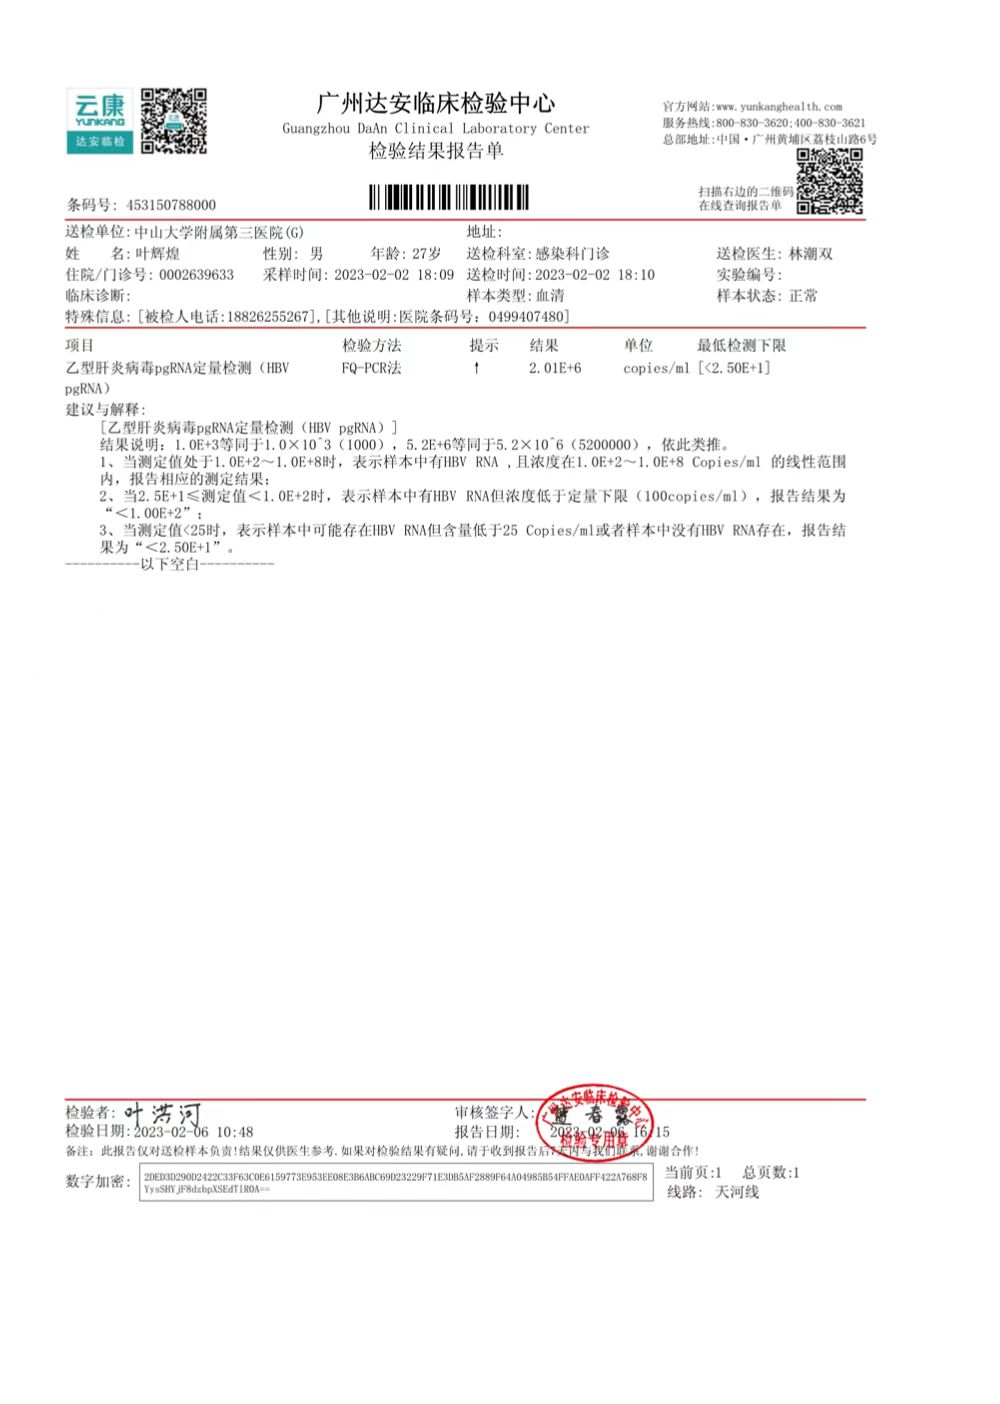 云康
YUNKANG
达安临检
云康
广州达安临床检验中心
Guangzhou DaAn Clinical Laboratory Center
检验结果报告单
官方网站:www.yunkanghealth.com
服务热线:800-830-3620;400-830-3621
总部地址:中国·广州黄埔区荔枝山路6号
扫描右边的二维码
在线查询报告单
条码号: 453150788000
送检单位:中山大学附属第三医院(G) 地址:
姓 名:叶辉煌 性别: 男 年龄: 27岁 送检科室:感染科门诊 送检医生: 林潮双
住院/门诊号: 0002639633 采样时间: 2023-02-02 18:09 送检时间:2023-02-02 18:10 实验编号:
临床诊断: 样本类型:血清 样本状态: 正常
特殊信息:[被检人电话:18826255267],[其他说明:医院条码号: 0499407480]
项目 检验方法 提示 结果 单位 最低检测下限
乙型肝炎病毒pgRNA定量检测（HBV FQ-PCR法 ↑ 2.01E+6 copies/ml [<2.50E+1]
pgRNA）
建议与解释:
[乙型肝炎病毒pgRNA定量检测（HBV pgRNA）]
结果说明：1.0E+3等同于1.0×10^3（1000），5.2E+6等同于5.2×10^6（5200000），依此类推。
1、当测定值处于1.0E+2～1.0E+8时，表示样本中有HBV RNA ,且浓度在1.0E+2～1.0E+8 Copies/ml 的线性范围
内，报告相应的测定结果；
2、当2.5E+1≤测定值＜1.0E+2时，表示样本中有HBV RNA但浓度低于定量下限（100copies/ml），报告结果为
“＜1.00E+2”；
3、当测定值<25时，表示样本中可能存在HBV RNA但含量低于25 Copies/ml或者样本中没有HBV RNA存在，报告结
果为“＜2.50E+1”。
----------以下空白----------
检验者: 叶洪河 审核签字人: 蓝春露
检验日期:2023-02-06 10:48 报告日期: 2023-02-06 16:15
广州达安临床检验中心
检验专用章
备注: 此报告仅对送检样本负责!结果仅供医生参考,如果对检验结果有疑问,请于收到报告后7天内与我们联系,谢谢合作!
数字加密: 2DED3D290D2422C33F63C0E6159773E953EE08E3B6ABC69D23229F71E3DB5AF2889F64A04985B54FFAE0AFF422A768F8
YysSHYjF8dzbpXSEdTlR0A==
当前页:1 总页数:1
线路: 天河线